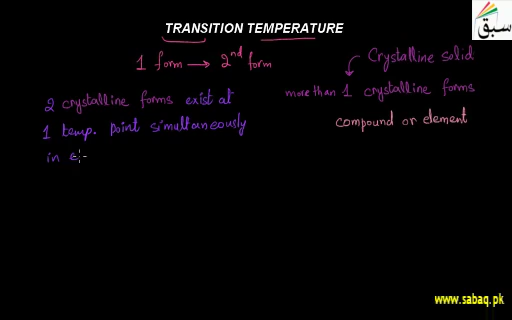 TRANSITION TEMPERATURE
سبق
1 form → 2nd form
Crystalline solid
more than 1 crystalline forms
compound or element
2 crystalline forms exist at
1 temp. point simultaneously
in
www.sabaq.pk